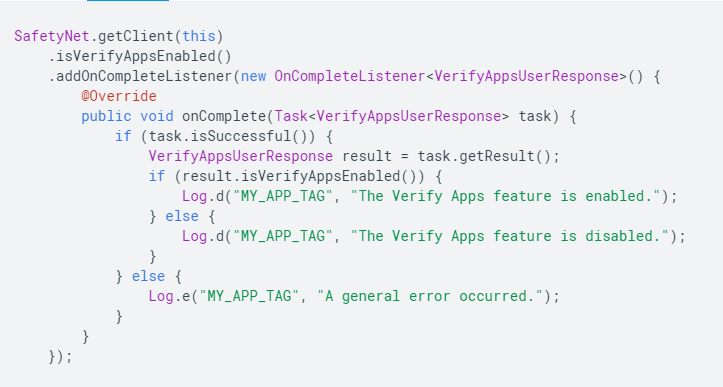 SafetyNet.getClient(this)
    .isVerifyAppsEnabled()
    .addOnCompleteListener(new OnCompleteListener<VerifyAppsUserResponse>() {
        @Override
        public void onComplete(Task<VerifyAppsUserResponse> task) {
            if (task.isSuccessful()) {
                VerifyAppsUserResponse result = task.getResult();
                if (result.isVerifyAppsEnabled()) {
                    Log.d("MY_APP_TAG", "The Verify Apps feature is enabled.");
                } else {
                    Log.d("MY_APP_TAG", "The Verify Apps feature is disabled.");
                }
            } else {
                Log.e("MY_APP_TAG", "A general error occurred.");
            }
        }
    });